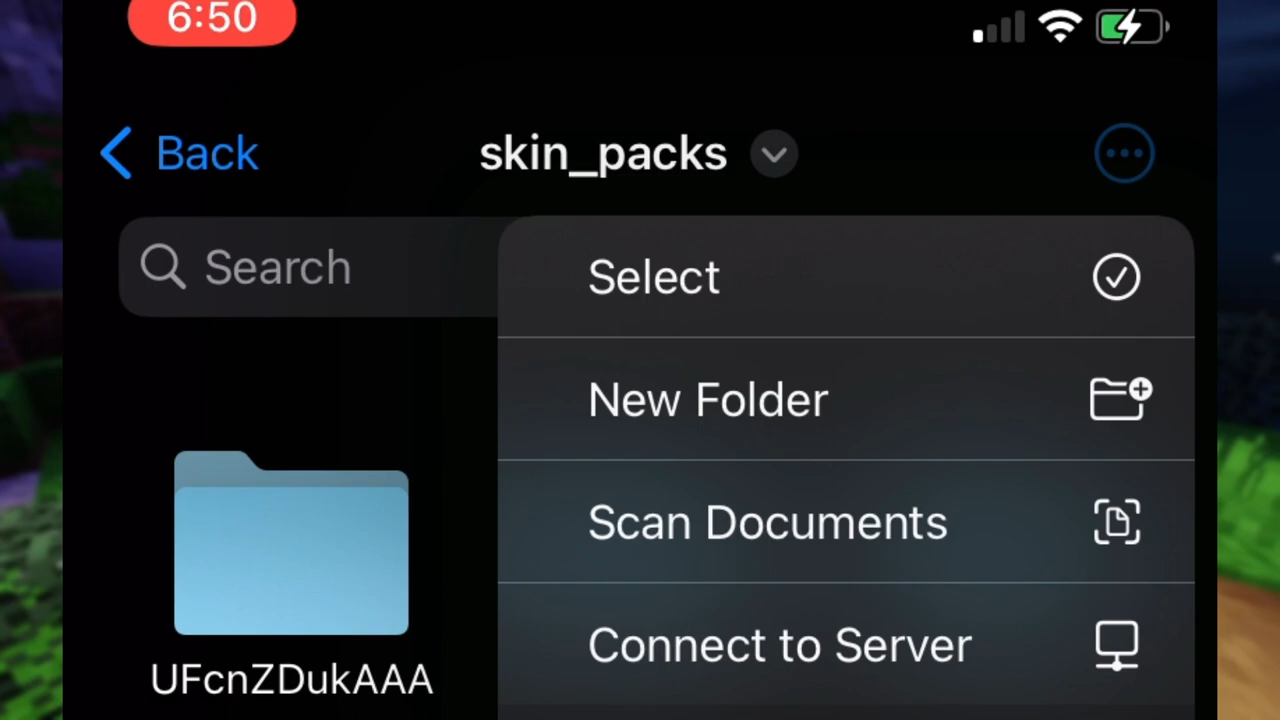 6:50
Back
skin_packs
Search
Select
New Folder
Scan Documents
Connect to Server
UFcnZDukAAA